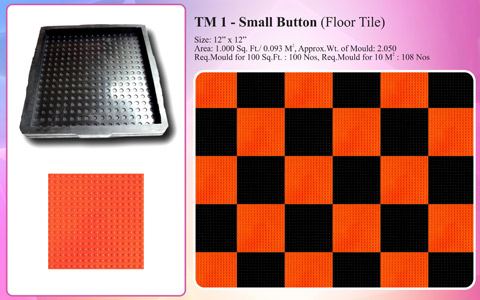 TM 1 - Small Button (Floor Tile)
Size: 12” x 12”
Area: 1.000 Sq. Ft./ 0.093 M², Approx.Wt. of Mould: 2.050
Req.Mould for 100 Sq.Ft. : 100 Nos, Req.Mould for 10 M² : 108 Nos